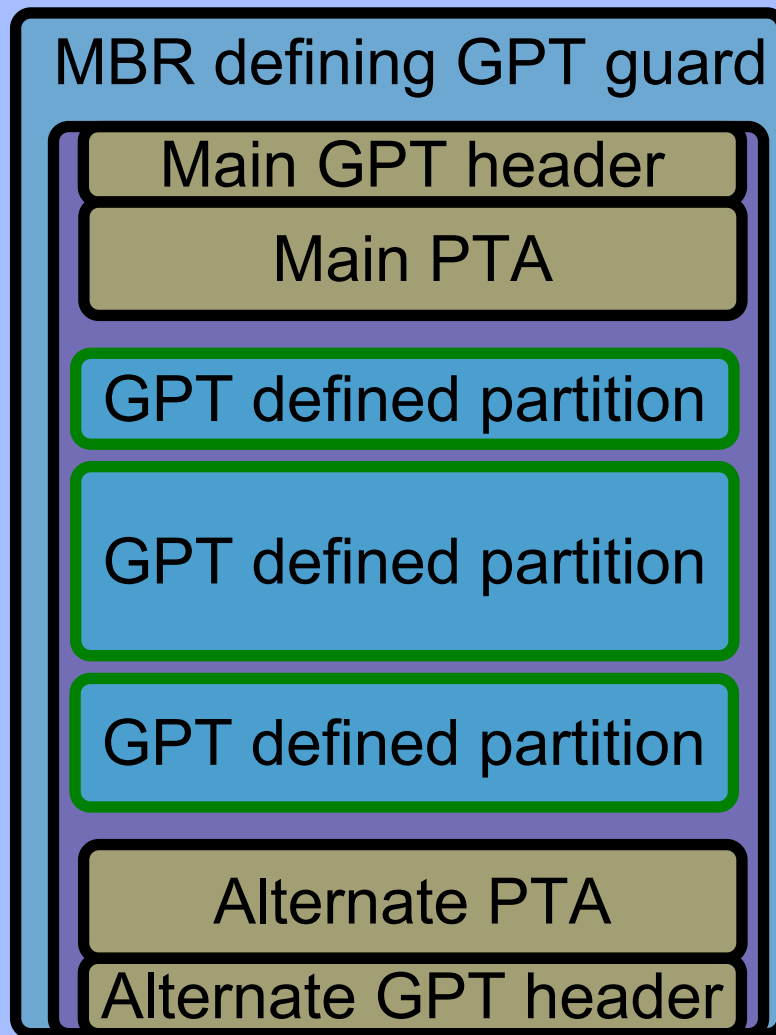 MBR defining GPT guard
Main GPT header
Main PTA
GPT defined partition
GPT defined partition
GPT defined partition
Alternate PTA
Alternate GPT header